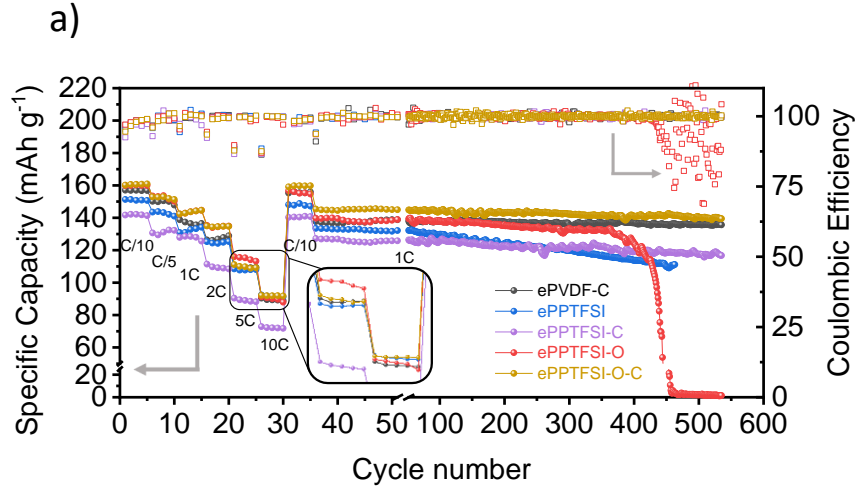 a)
Specific Capacity (mAh g⁻¹)
220
200
180
160
140
120
100
80
60
20
0
C/10
C/5
1C
2C
5C
10C
C/10
1C
ePVDF-C
ePPTFSI
ePPTFSI-C
ePPTFSI-O
ePPTFSI-O-C
100
75
50
25
0
Coulombic Efficiency
0 10 20 30 40 50 100 200 300 400 500 600
Cycle number